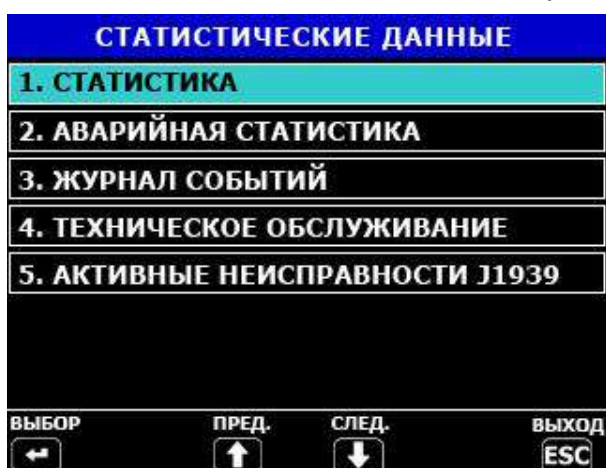 СТАТИСТИЧЕСКИЕ ДАННЫЕ
1. СТАТИСТИКА
2. АВАРИЙНАЯ СТАТИСТИКА
3. ЖУРНАЛ СОБЫТИЙ
4. ТЕХНИЧЕСКОЕ ОБСЛУЖИВАНИЕ
5. АКТИВНЫЕ НЕИСПРАВНОСТИ J1939
ВЫБОР ПРЕД. СЛЕД. ВЫХОД
ESC